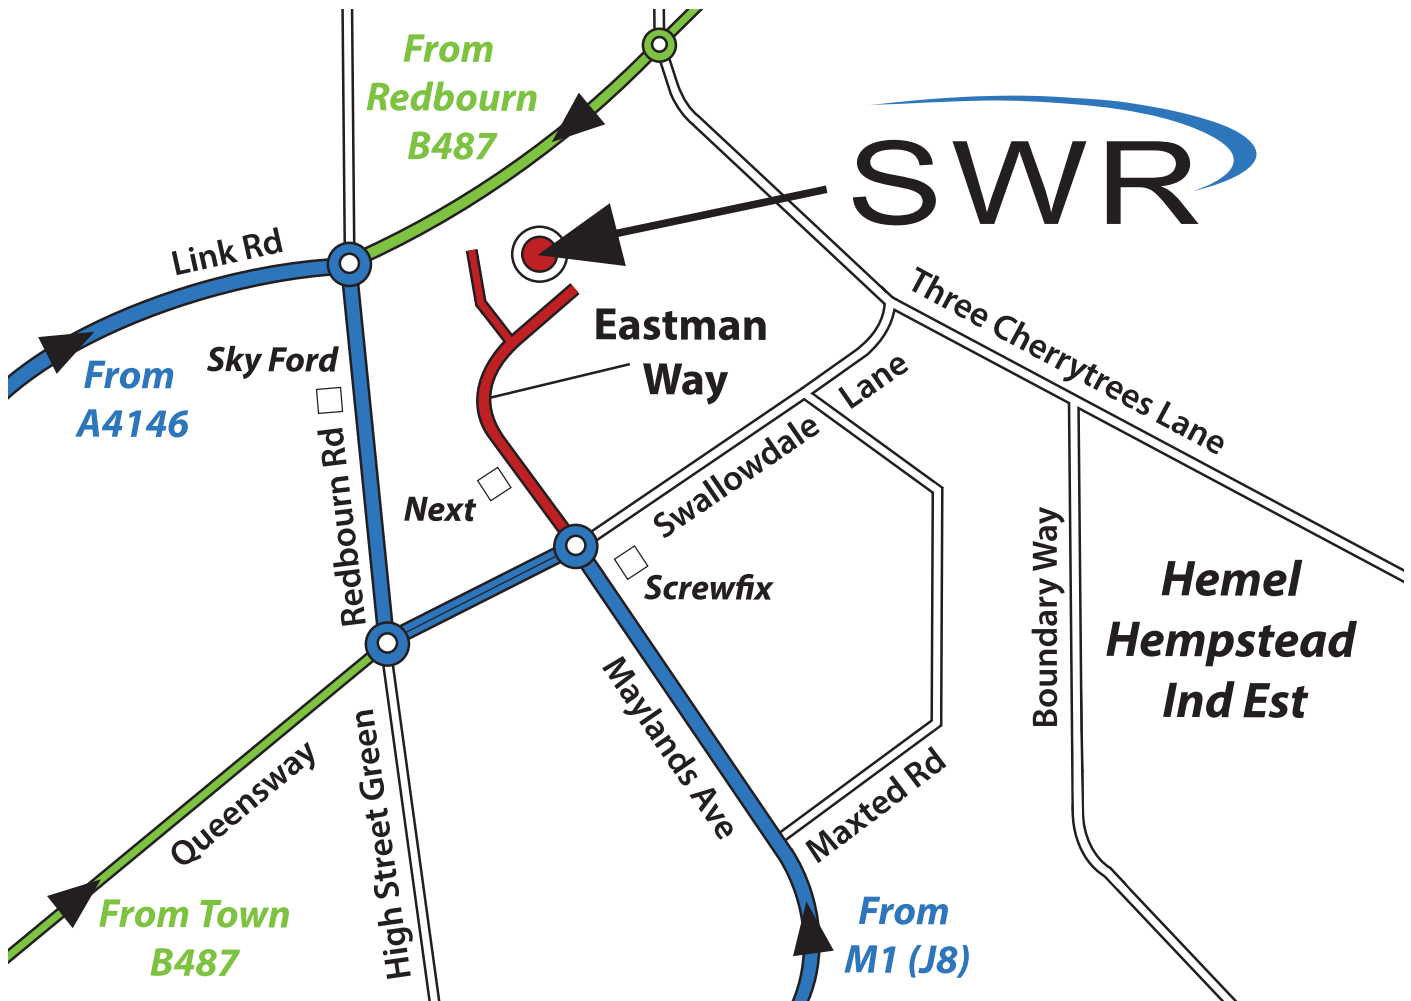 From
Redbourn
B487
SWR
Link Rd
Three Cherrytrees Lane
Eastman
Way
Sky Ford
From
A4146
Lane
Swallowdale
Redbourn Rd
Next
Screwfix
Boundary Way
Hemel
Hempstead
Ind Est
Maylands Ave
High Street Green
Queensway
Maxted Rd
From Town
B487
From
M1 (J8)